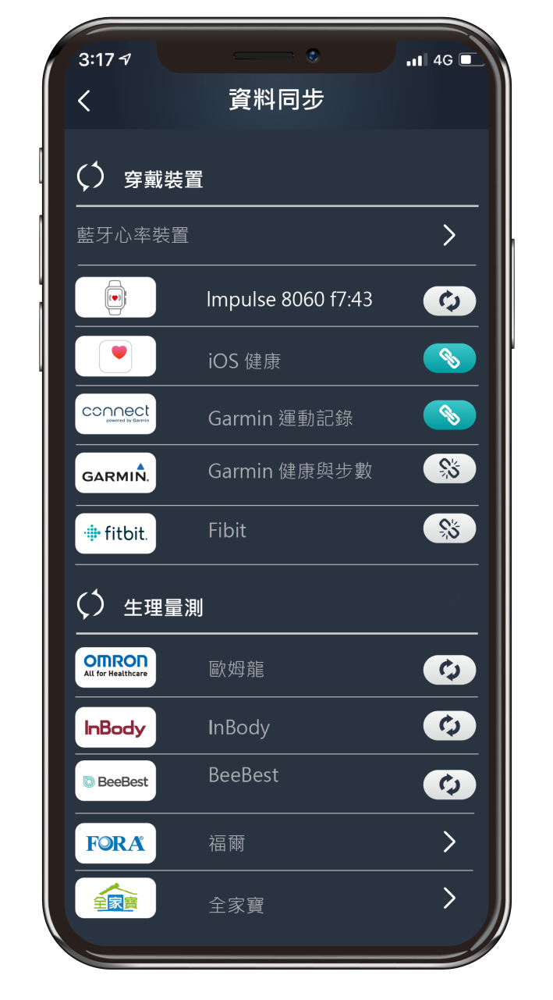 3:17
4G
資料同步
穿戴裝置
藍牙心率裝置
Impulse 8060 f7:43
iOS 健康
connect
powered by Garmin
Garmin 運動記錄
GARMIN.
Garmin 健康與步數
fitbit.
Fibit
生理量測
OMRON
All for Healthcare
歐姆龍
InBody
InBody
BeeBest
BeeBest
FORA®
福爾
全家寶
全家寶